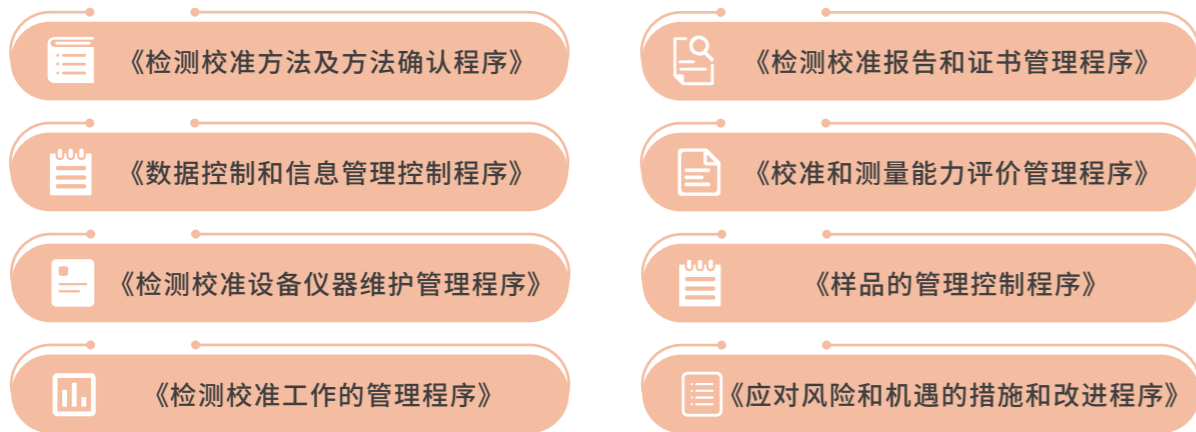 《检测校准方法及方法确认程序》
《检测校准报告和证书管理程序》
《数据控制和信息管理控制程序》
《校准和测量能力评价管理程序》
《检测校准设备仪器维护管理程序》
《样品的管理控制程序》
《检测校准工作的管理程序》
《应对风险和机遇的措施和改进程序》